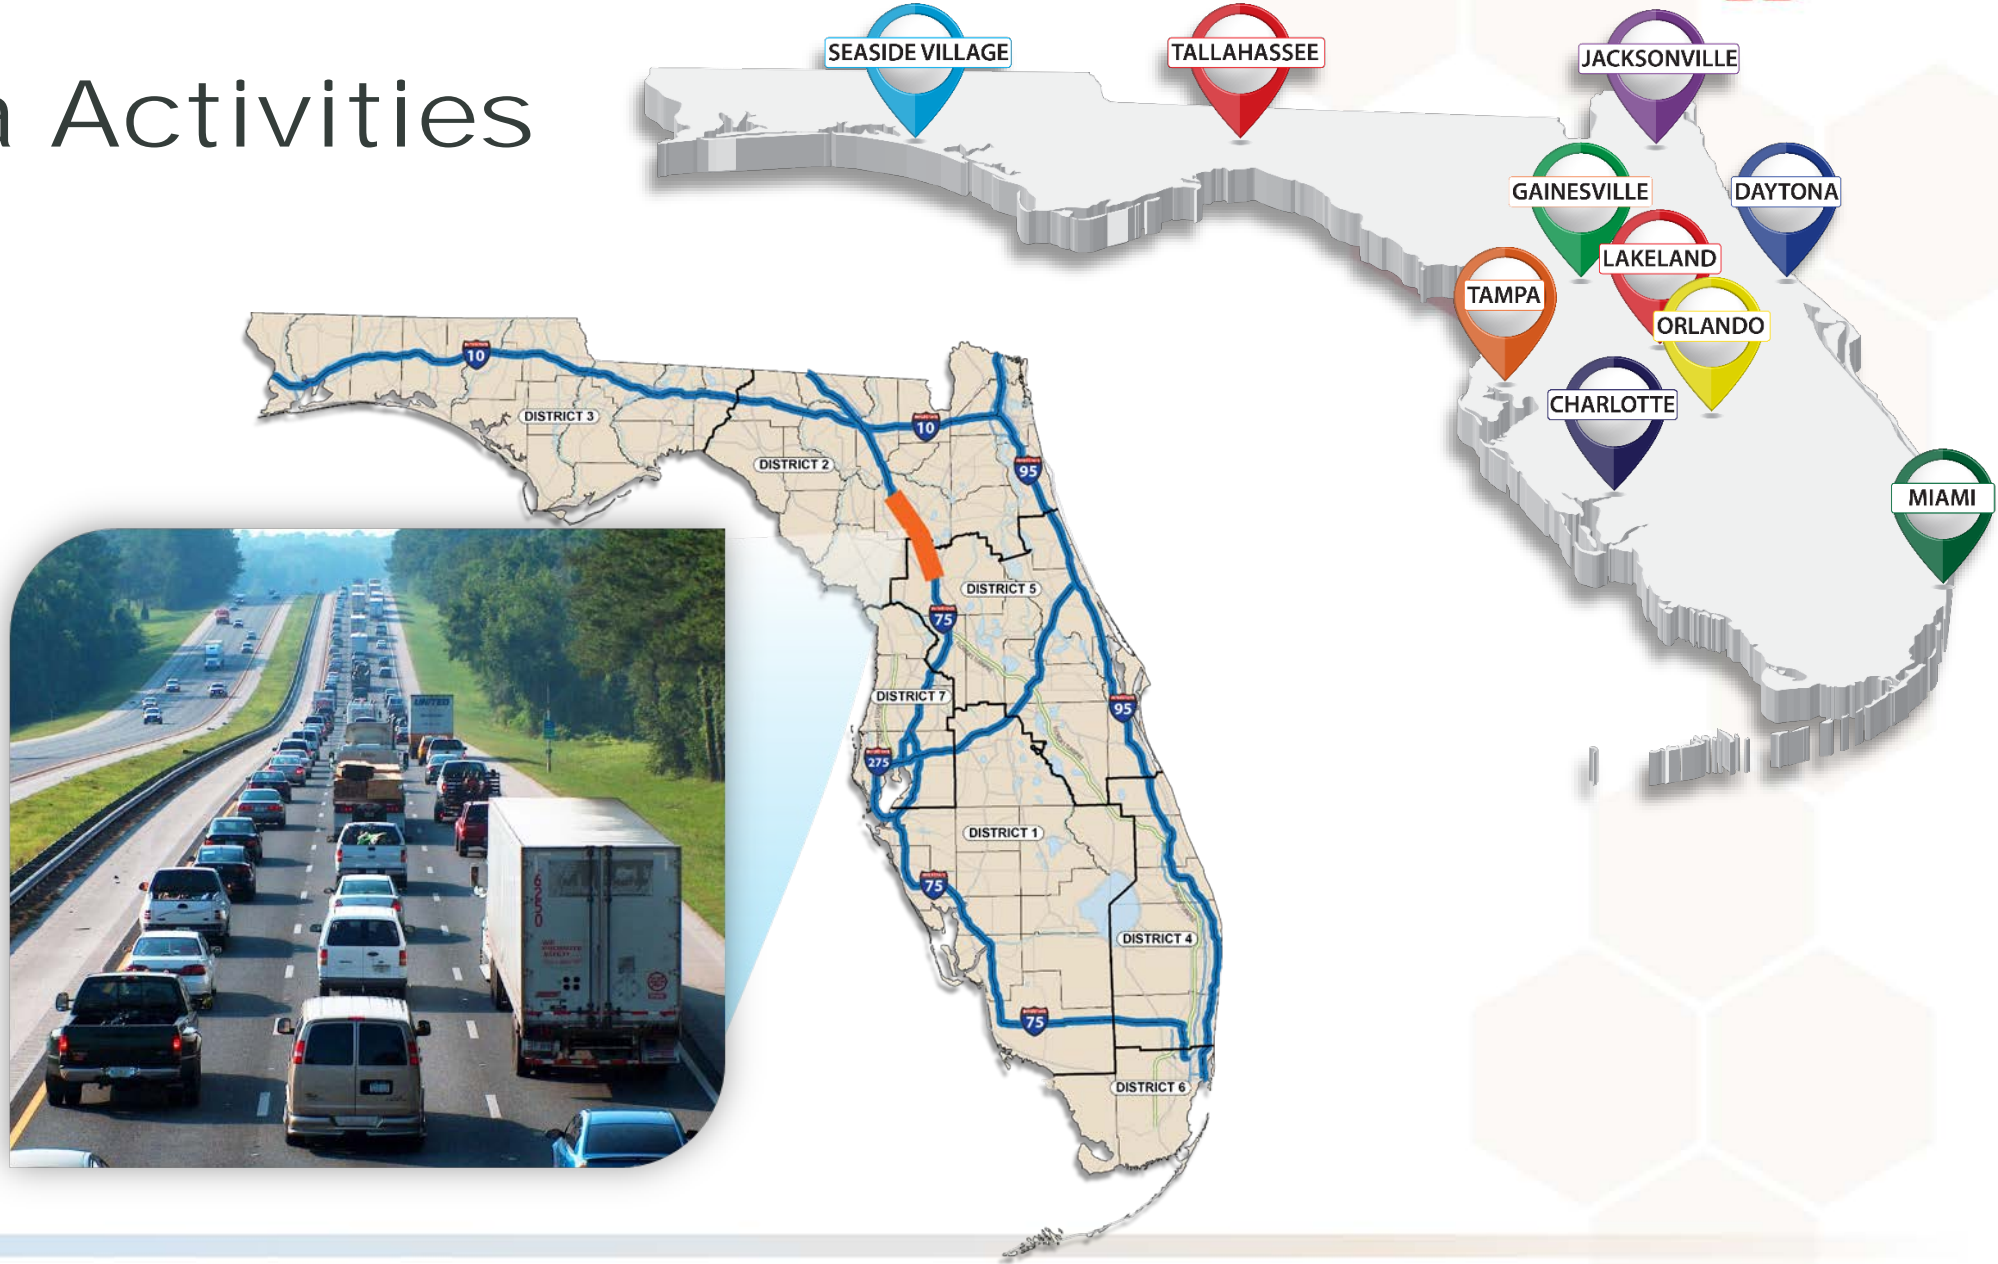 a Activities
SEASIDE VILLAGE
TALLAHASSEE
JACKSONVILLE
GAINESVILLE
DAYTONA
LAKELAND
TAMPA
ORLANDO
CHARLOTTE
MIAMI
10
DISTRICT 3
10
DISTRICT 2
95
DISTRICT 5
75
DISTRICT 7
95
275
DISTRICT 1
75
DISTRICT 4
75
DISTRICT 6
UNITED